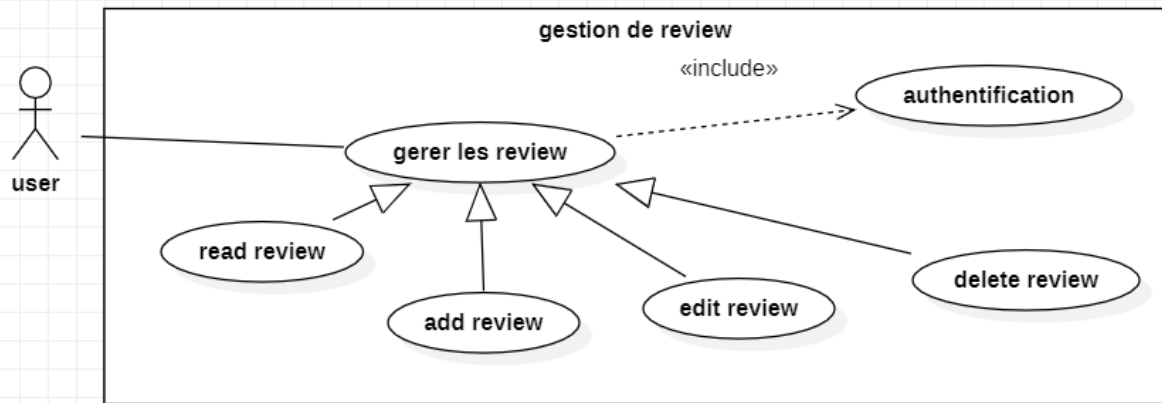 gestion de review
«include»
authentification
gerer les review
user
read review
add review
edit review
delete review